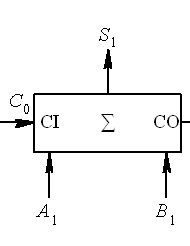 S₁
C₀
CI Σ CO
A₁ B₁